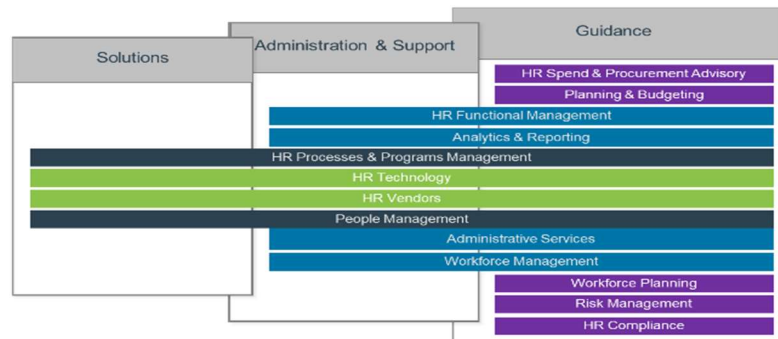 Solutions
Administration & Support
Guidance
HR Spend & Procurement Advisory
Planning & Budgeting
HR Functional Management
Analytics & Reporting
HR Processes & Programs Management
HR Technology
HR Vendors
People Management
Administrative Services
Workforce Management
Workforce Planning
Risk Management
HR Compliance